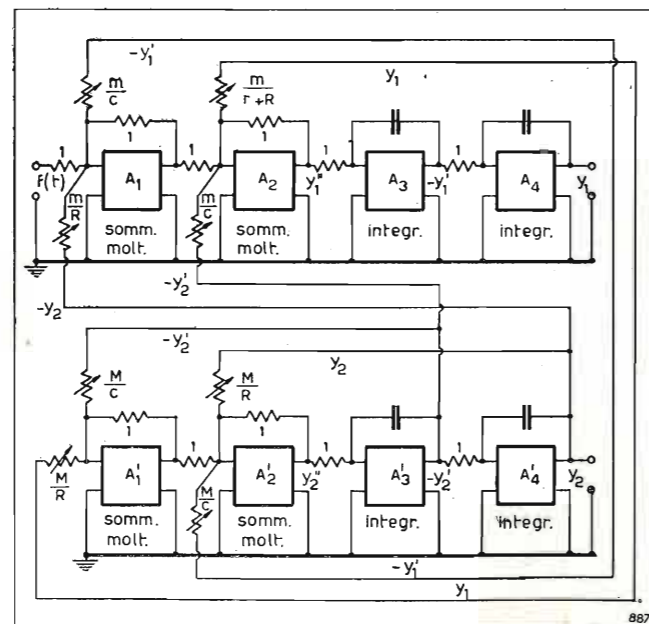 -y₁'
m/C
y₁
m/r+R
1
1
1
1
1
1
f(t)
A₁
A₂
y₁''
A₃
-y₁'
A₄
y₁
m/R
m/C
somm. molt.
somm. molt.
integr.
integr.
-y₂'
-y₂
-y₂'
y₂
M/C
M/R
1
1
1
1
1
M/R
A₁'
A₂'
y₂''
A₃'
-y₂'
A₄'
y₂
M/C
somm. molt.
somm. molt.
integr.
integr.
-y₁'
y₁
887